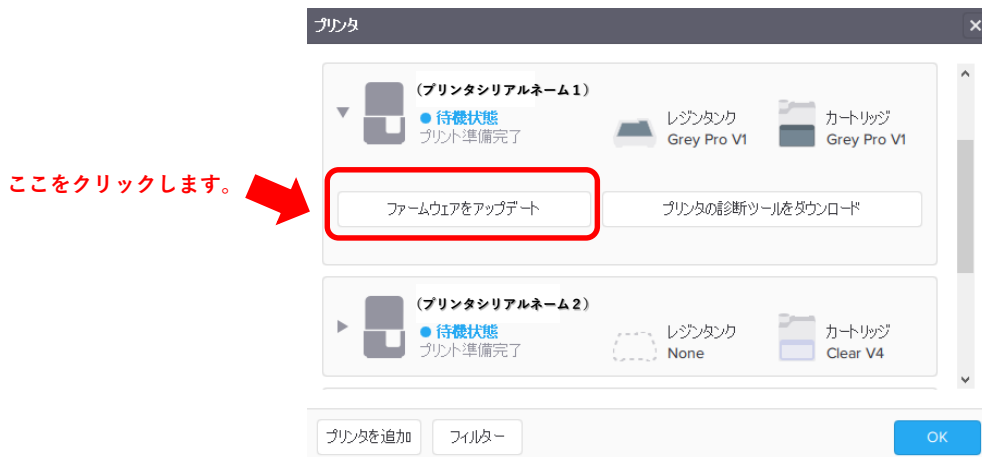 プリンタ
(プリンタシリアルネーム1)
待機状態
プリント準備完了
レジンタンク
Grey Pro V1
カートリッジ
Grey Pro V1
ここをクリックします。
ファームウェアをアップデート
プリンタの診断ツールをダウンロード
(プリンタシリアルネーム2)
待機状態
プリント準備完了
レジンタンク
None
カートリッジ
Clear V4
プリンタを追加
フィルター
OK